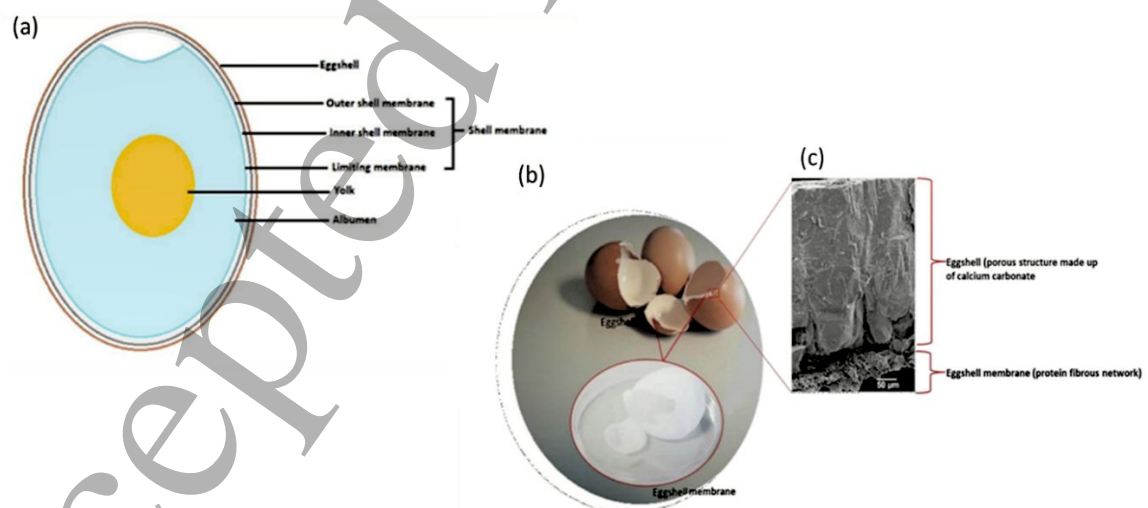 (a)
Eggshell
Outer shell membrane
Inner shell membrane
Shell membrane
Limiting membrane
Yolk
Albumen
(b)
Eggshell
Eggshell membrane
(c)
50 µm
Eggshell (porous structure made up
of calcium carbonate
Eggshell membrane (protein fibrous network)
cepted